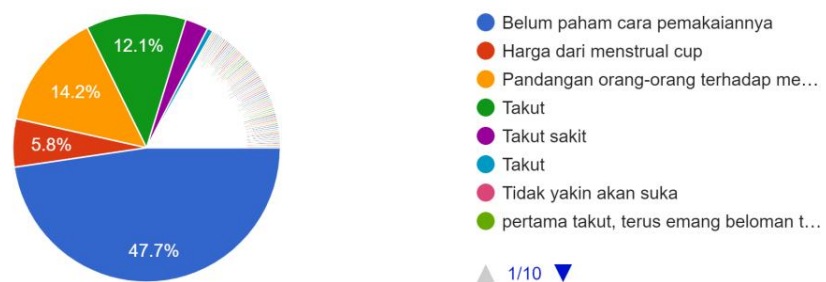 12.1%
14.2%
5.8%
47.7%
Belum paham cara pemakaiannya
Harga dari menstrual cup
Pandangan orang-orang terhadap me...
Takut
Takut sakit
Takut
Tidak yakin akan suka
pertama takut, terus emang beloman t...
1/10